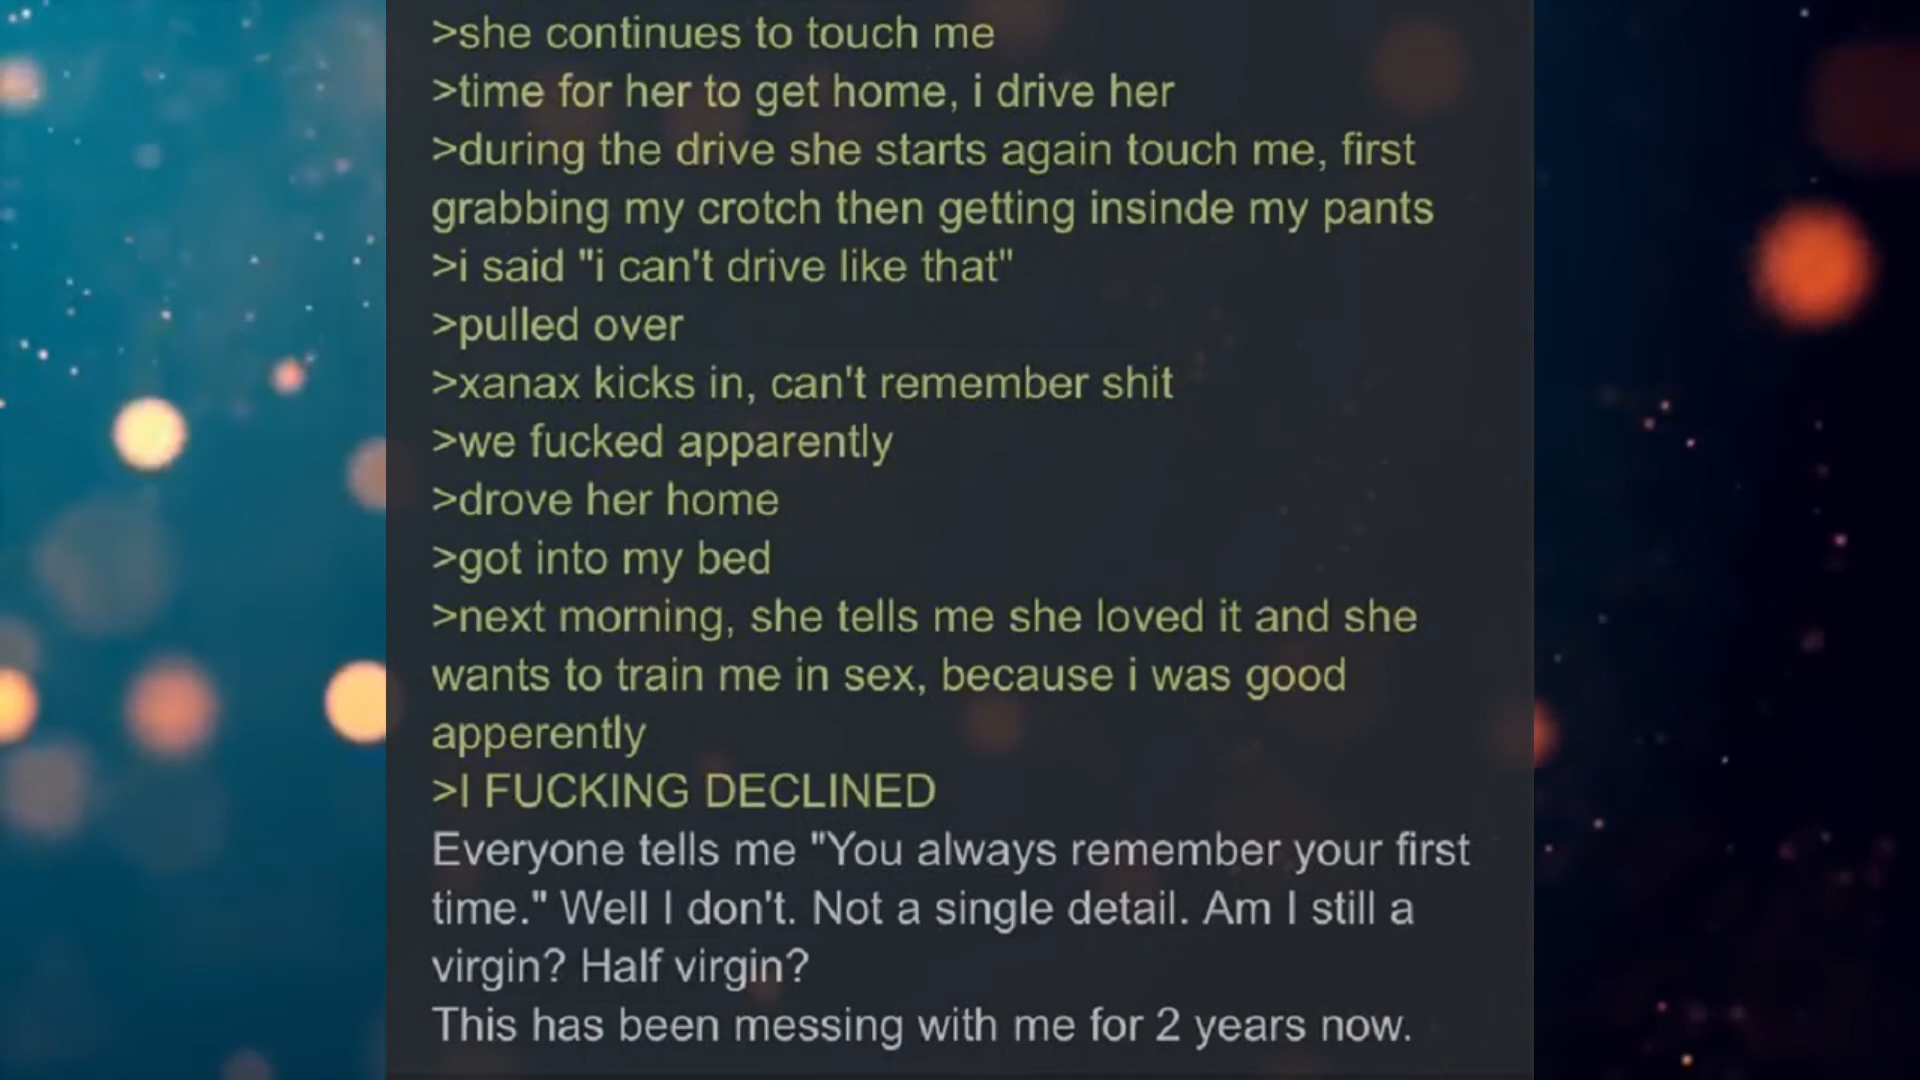 >she continues to touch me
>time for her to get home, i drive her
>during the drive she starts again touch me, first
grabbing my crotch then getting insinde my pants
>i said "i can't drive like that"
>pulled over
>xanax kicks in, can't remember shit
>we fucked apparently
>drove her home
>got into my bed
>next morning, she tells me she loved it and she
wants to train me in sex, because i was good
apperently
>I FUCKING DECLINED
Everyone tells me "You always remember your first
time." Well I don't. Not a single detail. Am I still a
virgin? Half virgin?
This has been messing with me for 2 years now.